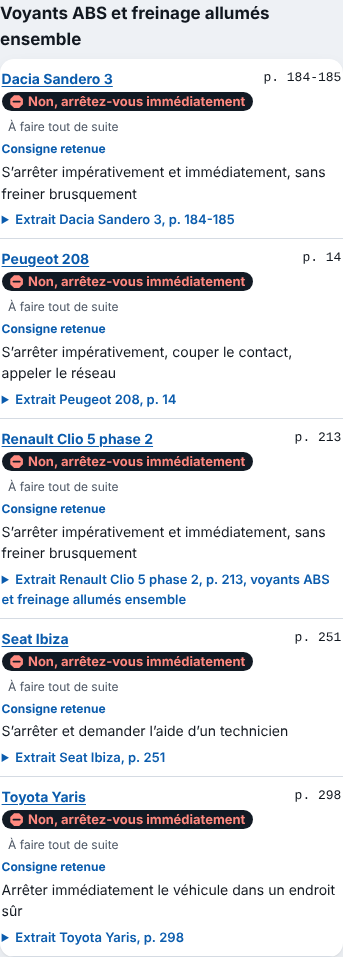 Voyants ABS et freinage allumés
ensemble
Dacia Sandero 3 p. 184-185
Non, arrêtez-vous immédiatement
À faire tout de suite
Consigne retenue
S’arrêter impérativement et immédiatement, sans
freiner brusquement
▶ Extrait Dacia Sandero 3, p. 184-185
Peugeot 208 p. 14
Non, arrêtez-vous immédiatement
À faire tout de suite
Consigne retenue
S’arrêter impérativement, couper le contact,
appeler le réseau
▶ Extrait Peugeot 208, p. 14
Renault Clio 5 phase 2 p. 213
Non, arrêtez-vous immédiatement
À faire tout de suite
Consigne retenue
S’arrêter impérativement et immédiatement, sans
freiner brusquement
▶ Extrait Renault Clio 5 phase 2, p. 213, voyants ABS
et freinage allumés ensemble
Seat Ibiza p. 251
Non, arrêtez-vous immédiatement
À faire tout de suite
Consigne retenue
S’arrêter et demander l’aide d’un technicien
▶ Extrait Seat Ibiza, p. 251
Toyota Yaris p. 298
Non, arrêtez-vous immédiatement
À faire tout de suite
Consigne retenue
Arrêter immédiatement le véhicule dans un endroit
sûr
▶ Extrait Toyota Yaris, p. 298